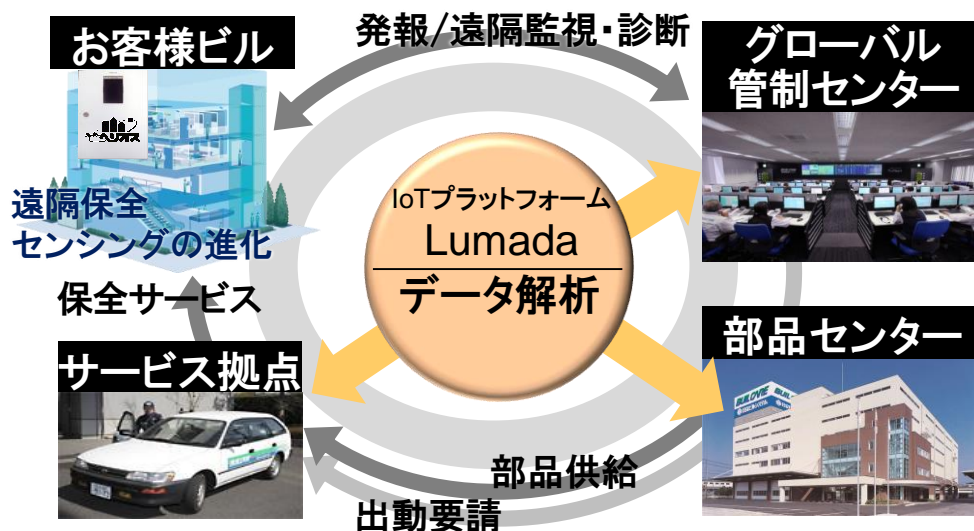 お客様ビル
発報/遠隔監視・診断
グローバル
管制センター
遠隔保全
センシングの進化
IoTプラットフォーム
Lumada
データ解析
保全サービス
サービス拠点
部品センター
BUILOVE
部品供給
出動要請